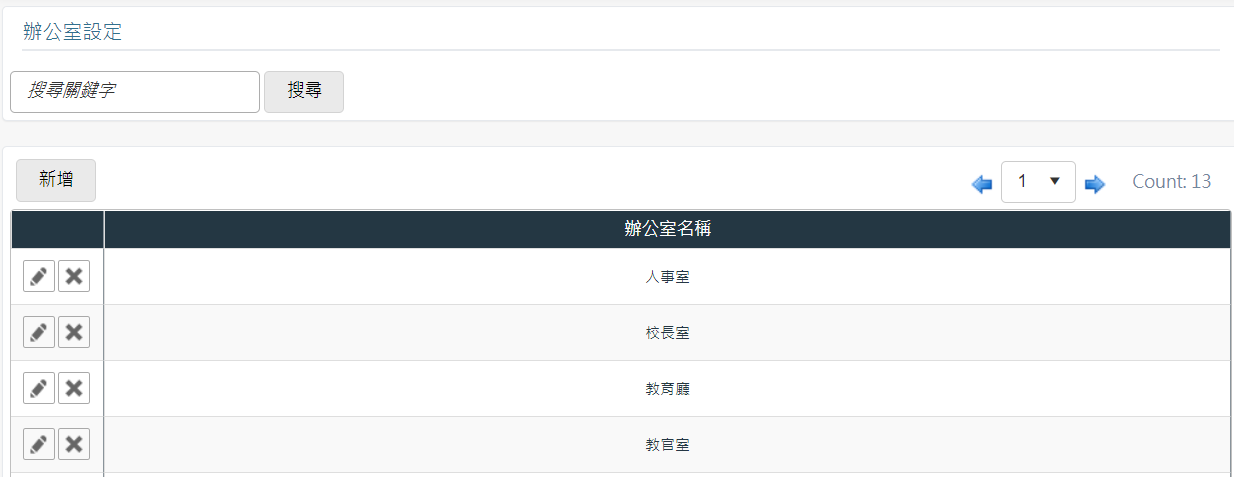 辦公室設定
搜尋關鍵字 搜尋
新增 1 Count: 13
辦公室名稱
人事室
校長室
教育廳
教官室